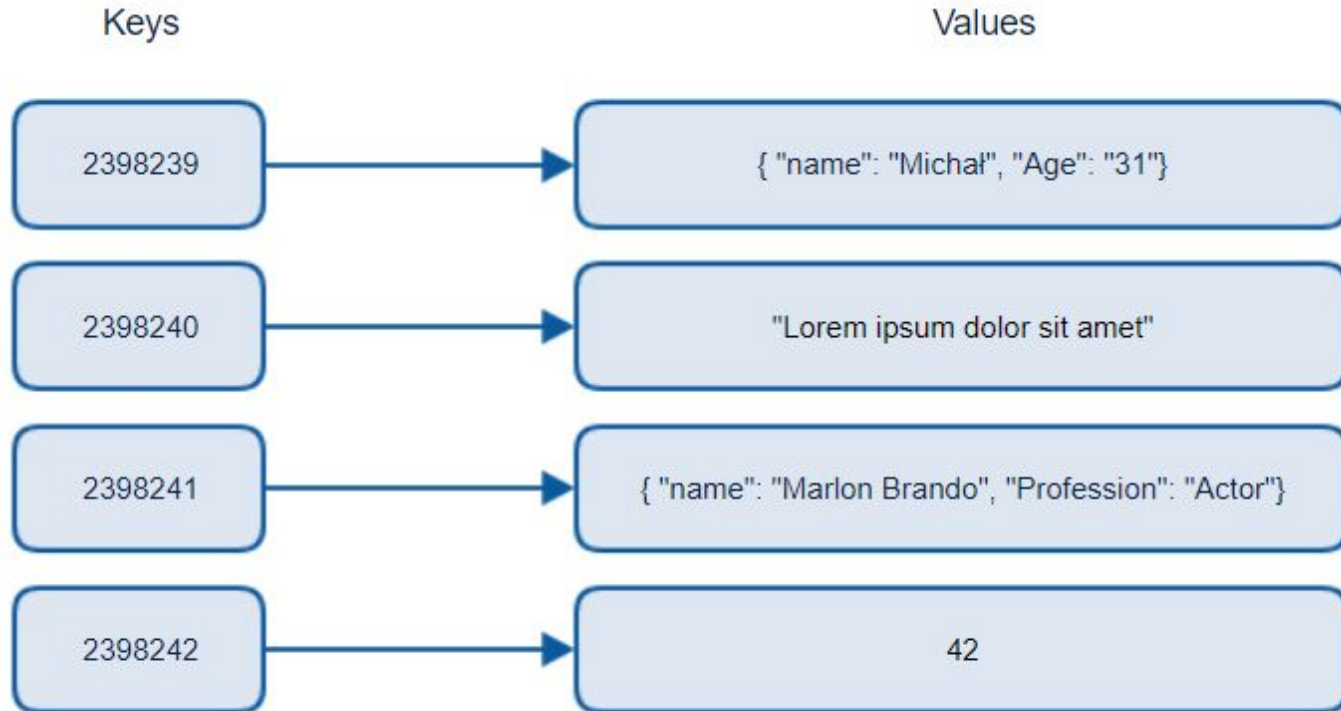 Keys Values
2398239 { "name": "Michał", "Age": "31"}
2398240 "Lorem ipsum dolor sit amet"
2398241 { "name": "Marlon Brando", "Profession": "Actor"}
2398242 42